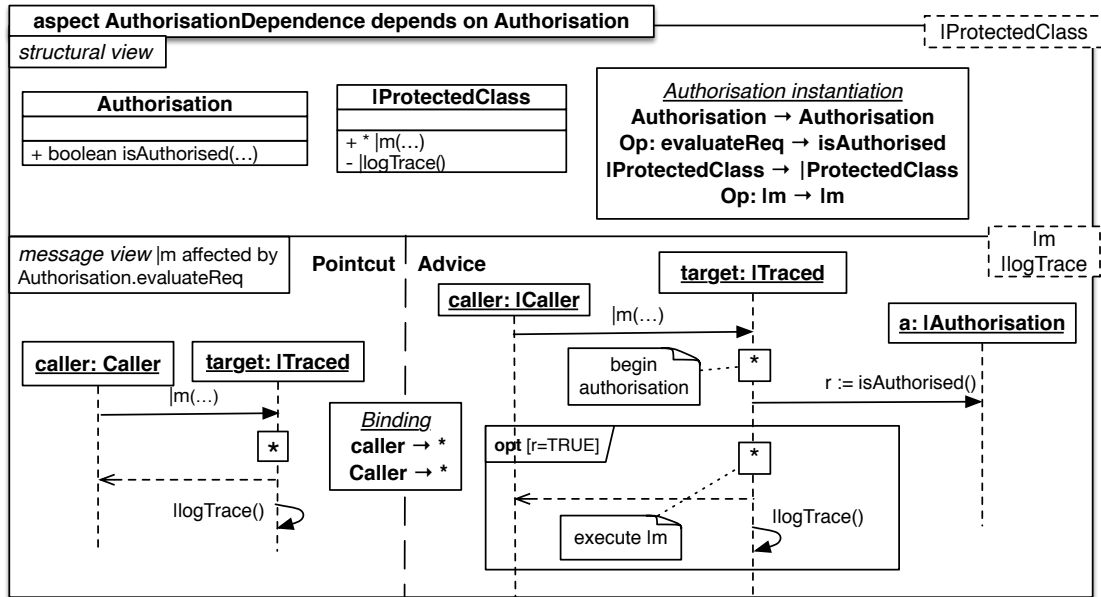 aspect AuthorisationDependence depends on Authorisation
|ProtectedClass
structural view
Authorisation
+ boolean isAuthorised(…)
|ProtectedClass
+ * |m(…)
- |logTrace()
Authorisation instantiation
Authorisation → Authorisation
Op: evaluateReq → isAuthorised
|ProtectedClass → |ProtectedClass
Op: |m → |m
message view |m affected by
Authorisation.evaluateReq
Pointcut
Advice
|m
|logTrace
caller: Caller
target: |Traced
|m(…)
*
|logTrace()
Binding
caller → *
Caller → *
caller: |Caller
target: |Traced
a: |Authorisation
|m(…)
begin
authorisation
*
r := isAuthorised()
opt [r=TRUE]
*
execute |m
|logTrace()